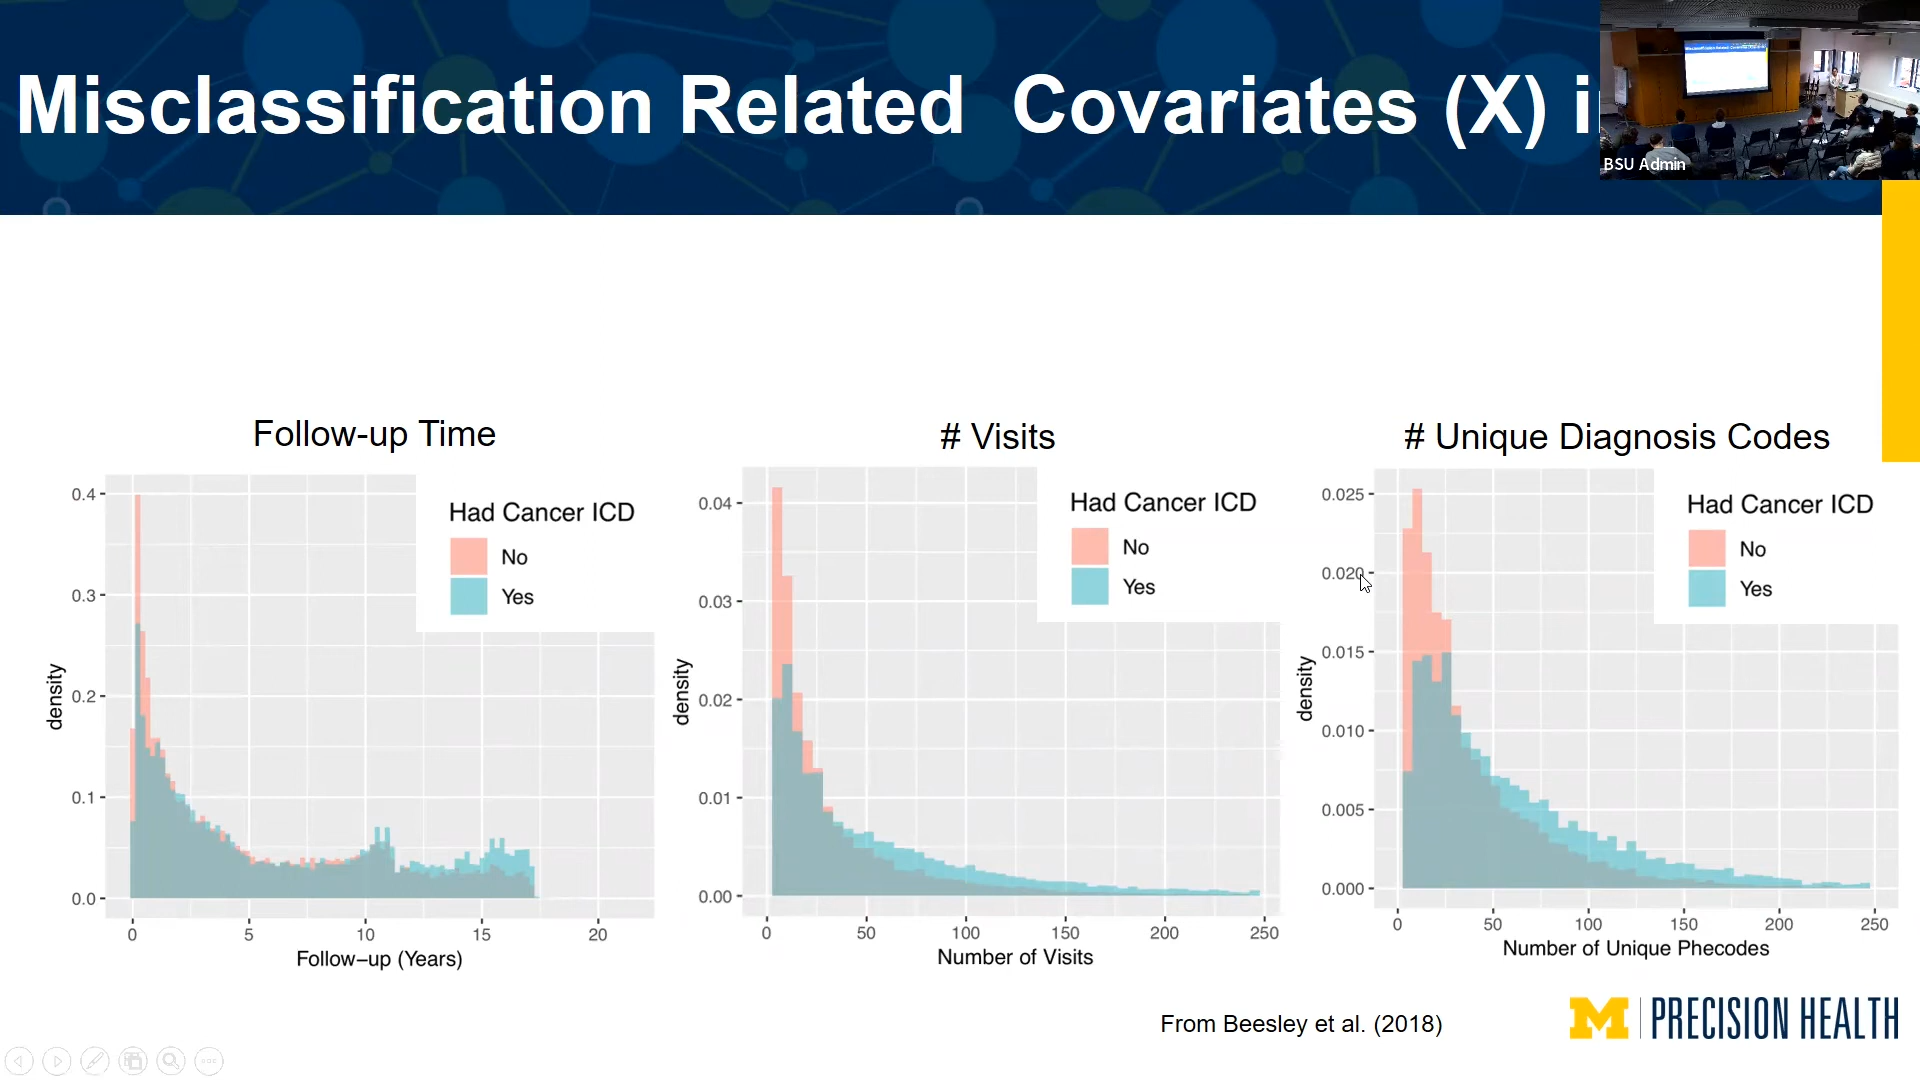 Misclassification Related Covariates (X) i
BSU Admin
Follow-up Time
# Visits
# Unique Diagnosis Codes
Had Cancer ICD
No
Yes
0.4
0.3
0.2
0.1
0.0
density
0
5
10
15
20
Follow-up (Years)
Had Cancer ICD
No
Yes
0.04
0.03
0.02
0.01
0.00
density
0
50
100
150
200
250
Number of Visits
Had Cancer ICD
No
Yes
0.025
0.020
0.015
0.010
0.005
0.000
density
0
50
100
150
200
250
Number of Unique Phecodes
From Beesley et al. (2018)
M PRECISION HEALTH